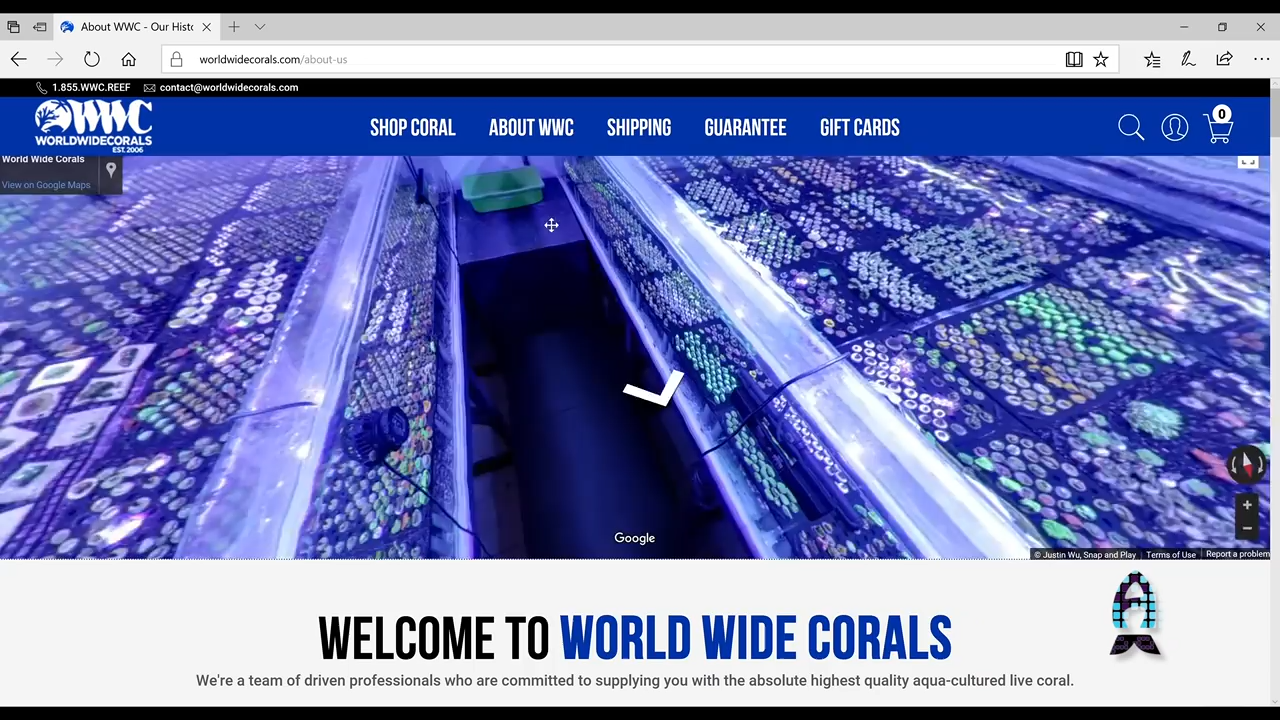 About WWC - Our Histo
worldwidecorals.com/about-us
1.855.WWC.REEF contact@worldwidecorals.com
WWC
WORLDWIDECORALS
EST. 2006
SHOP CORAL ABOUT WWC SHIPPING GUARANTEE GIFT CARDS
0
World Wide Corals
View on Google Maps
Google
© Justin Wu, Snap and Play Terms of Use Report a problem
WELCOME TO WORLD WIDE CORALS
We're a team of driven professionals who are committed to supplying you with the absolute highest quality aqua-cultured live coral.